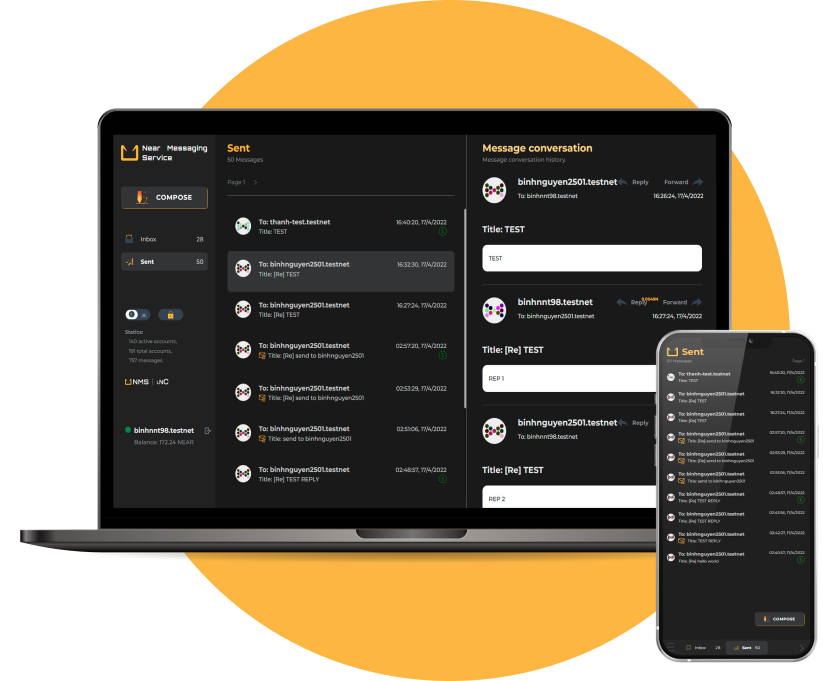 Near Messaging
Service
COMPOSE
Inbox 28
Sent 50
Statics:
140 active accounts,
191 total accounts,
797 messages.
NMS
binhnnt98.testnet
Balance: 172.24 NEAR
Sent
50 Messages
Page 1
To: thanh-test.testnet 16:40:20, 17/4/2022
Title: TEST
To: binhnguyen2501.testnet 16:32:30, 17/4/2022
Title: [Re] TEST
To: binhnguyen2501.testnet 16:27:24, 17/4/2022
Title: [Re] TEST
To: binhnguyen2501.testnet 02:57:20, 17/4/2022
Title: [Re] send to binhnguyen2501
To: binhnguyen2501.testnet 02:53:29, 17/4/2022
Title: [Re] send to binhnguyen2501
To: binhnguyen2501.testnet 02:51:06, 17/4/2022
Title: send to binhnguyen2501
To: binhnguyen2501.testnet 02:48:57, 17/4/2022
Title: [Re] TEST REPLY
Message conversation
Message conversation history.
binhnguyen2501.testnet Reply Forward
To: binhnnt98.testnet 16:26:24, 17/4/2022
Title: TEST
TEST
binhnnt98.testnet Reply Forward
To: binhnguyen2501.testnet 16:27:24, 17/4/2022
Title: [Re] TEST
REP 1
binhnguyen2501.testnet Reply
To: binhnnt98.testnet
Title: [Re] TEST
REP 2
Sent
50 Messages Page 1
To: thanh-test.testnet 16:40:20, 17/4/2022
Title: TEST
To: binhnguyen2501.testnet 16:32:30, 17/4/2022
Title: [Re] TEST
To: binhnguyen2501.testnet 16:27:24, 17/4/2022
Title: [Re] TEST
To: binhnguyen2501.testnet 02:57:20, 17/4/2022
Title: [Re] send to binhnguyen2501
To: binhnguyen2501.testnet 02:53:29, 17/4/2022
Title: [Re] send to binhnguyen2501
To: binhnguyen2501.testnet 02:51:06, 17/4/2022
Title: send to binhnguyen2501
To: binhnguyen2501.testnet 02:48:57, 17/4/2022
Title: [Re] TEST REPLY
To: binhnguyen2501.testnet
Title: [Re] TEST REPLY
To: binhnguyen2501.testnet 02:42:27, 17/4/2022
Title: TEST REPLY
To: binhnguyen2501.testnet 02:40:57, 17/4/2022
Title: [Re] hello world
COMPOSE
Inbox 28 Sent 50